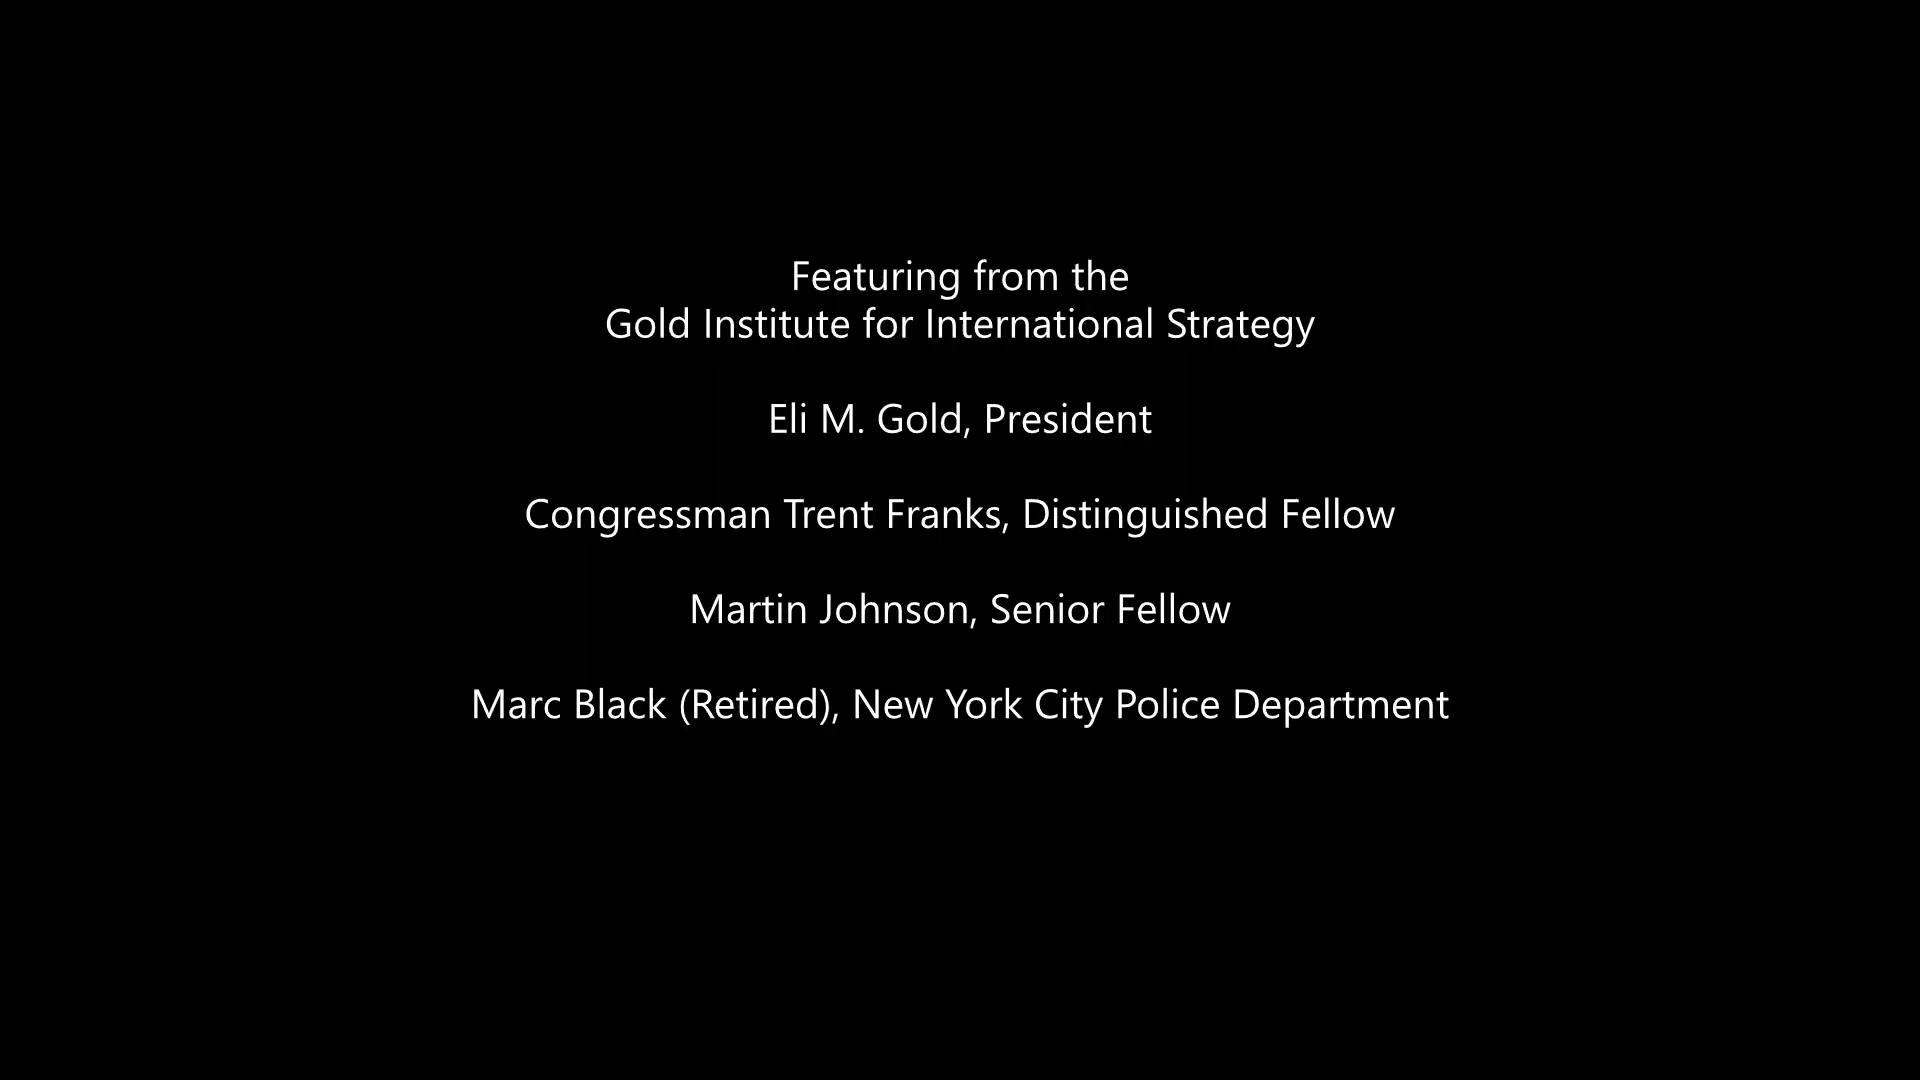 Featuring from the
Gold Institute for International Strategy
Eli M. Gold, President
Congressman Trent Franks, Distinguished Fellow
Martin Johnson, Senior Fellow
Marc Black (Retired), New York City Police Department